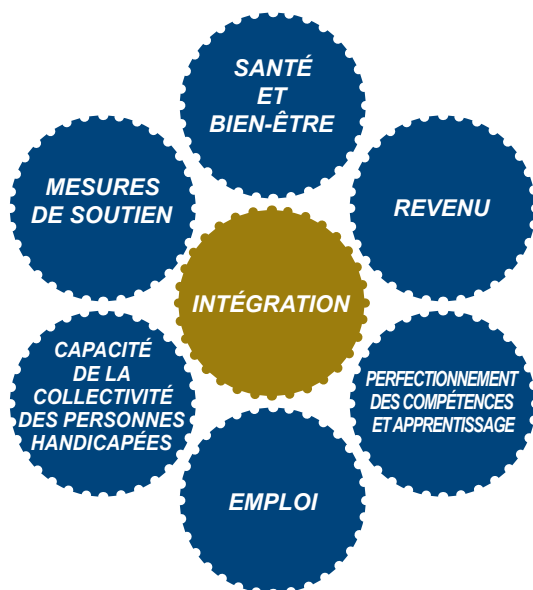 SANTÉ
ET
BIEN-ÊTRE
MESURES
DE SOUTIEN
REVENU
INTÉGRATION
CAPACITÉ
DE LA
COLLECTIVITÉ
DES PERSONNES
HANDICAPÉES
PERFECTIONNEMENT
DES COMPÉTENCES
ET APPRENTISSAGE
EMPLOI